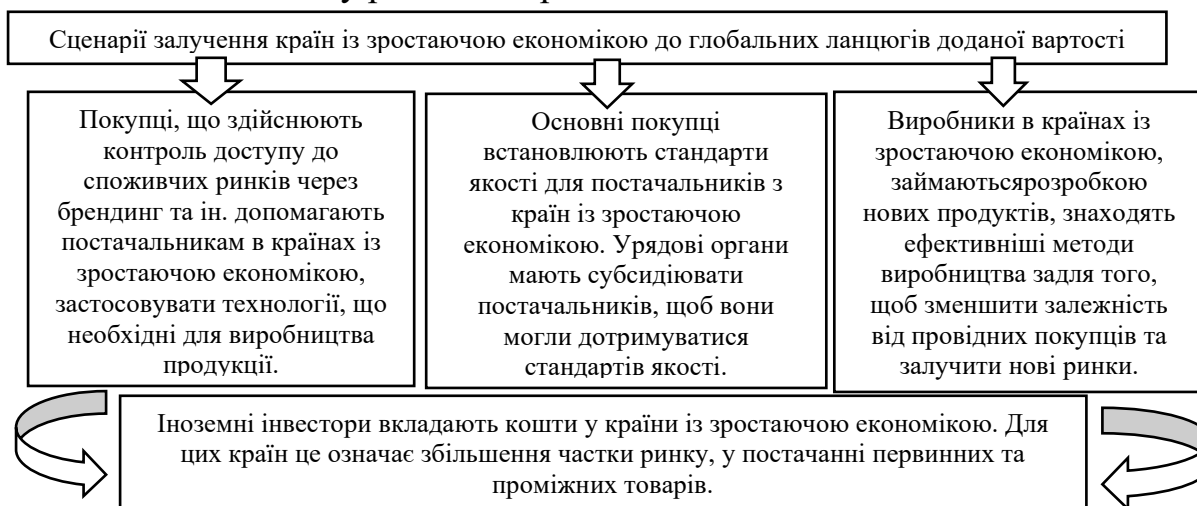 Сценарії залучення країн із зростаючою економікою до глобальних ланцюгів доданої вартості
Покупці, що здійснюють
контроль доступу до
споживчих ринків через
брендинг та ін. допомагають
постачальникам в країнах із
зростаючою економікою,
застосовувати технології, що
необхідні для виробництва
продукції.
Основні покупці
встановлюють стандарти
якості для постачальників з
країн із зростаючою
економікою. Урядові органи
мають субсидіювати
постачальників, щоб вони
могли дотримуватися
стандартів якості.
Виробники в країнах із
зростаючою економікою,
займаютьсярозробкою
нових продуктів, знаходять
ефективніші методи
виробництва задля того,
щоб зменшити залежність
від провідних покупців та
залучити нові ринки.
Іноземні інвестори вкладають кошти у країни із зростаючою економікою. Для
цих країн це означає збільшення частки ринку, у постачанні первинних та
проміжних товарів.